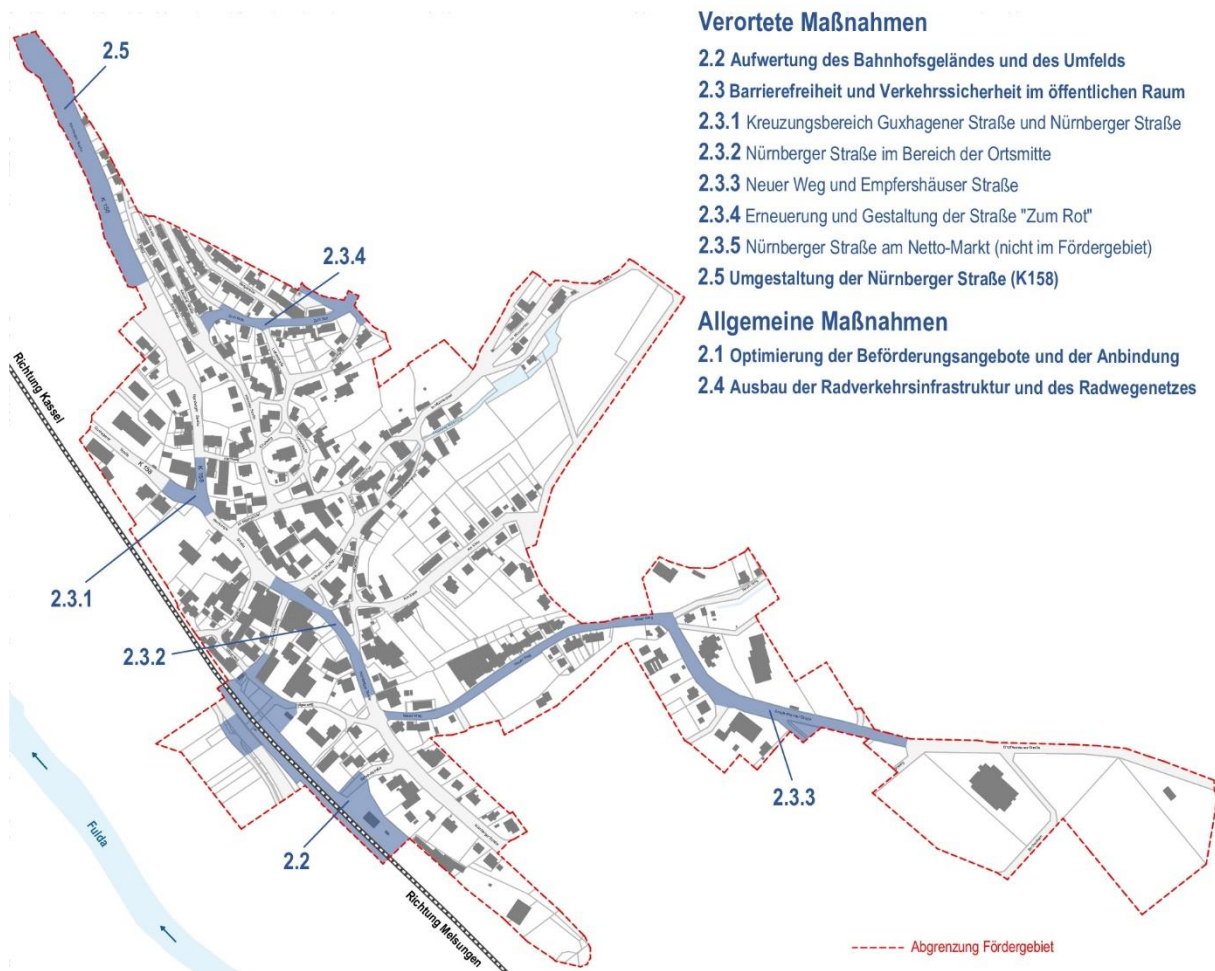 Verortete Maßnahmen
2.2 Aufwertung des Bahnhofsgeländes und des Umfelds
2.3 Barrierefreiheit und Verkehrssicherheit im öffentlichen Raum
2.3.1 Kreuzungsbereich Guxhagener Straße und Nürnberger Straße
2.3.2 Nürnberger Straße im Bereich der Ortsmitte
2.3.3 Neuer Weg und Empfershäuser Straße
2.3.4 Erneuerung und Gestaltung der Straße "Zum Rot"
2.3.5 Nürnberger Straße am Netto-Markt (nicht im Fördergebiet)
2.5 Umgestaltung der Nürnberger Straße (K158)
Allgemeine Maßnahmen
2.1 Optimierung der Beförderungsangebote und der Anbindung
2.4 Ausbau der Radverkehrsinfrastruktur und des Radwegenetzes
2.5
K 158
2.3.4
Richtung Kassel
K 158
K 158
2.3.1
2.3.2
2.3.3
2.2
Fulda
Richtung Melsungen
Abgrenzung Fördergebiet